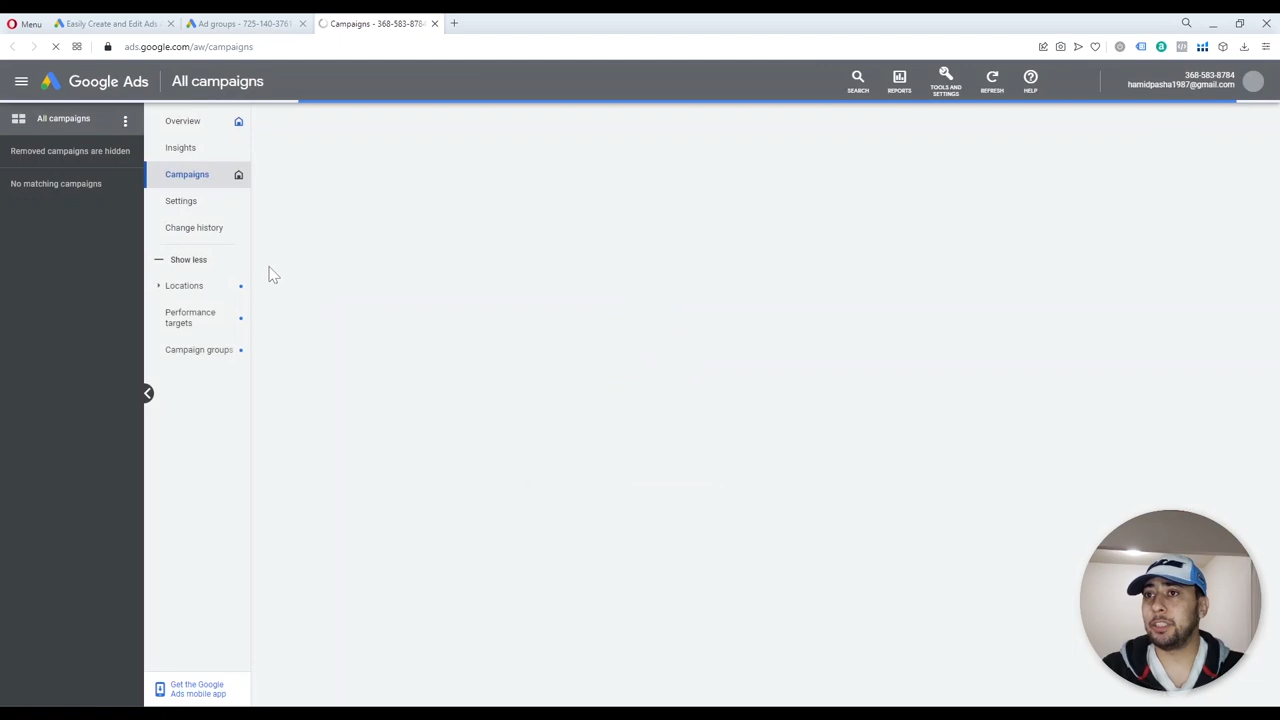 Menu
Easily Create and Edit Ads
Ad groups - 725-140-3761
Campaigns - 368-583-878
ads.google.com/aw/campaigns
Google Ads
All campaigns
SEARCH
REPORTS
TOOLS AND
SETTINGS
REFRESH
HELP
368-583-8784
hamidpasha1987@gmail.com
All campaigns
Removed campaigns are hidden
No matching campaigns
Overview
Insights
Campaigns
Settings
Change history
Show less
Locations
Performance
targets
Campaign groups
Get the Google
Ads mobile app